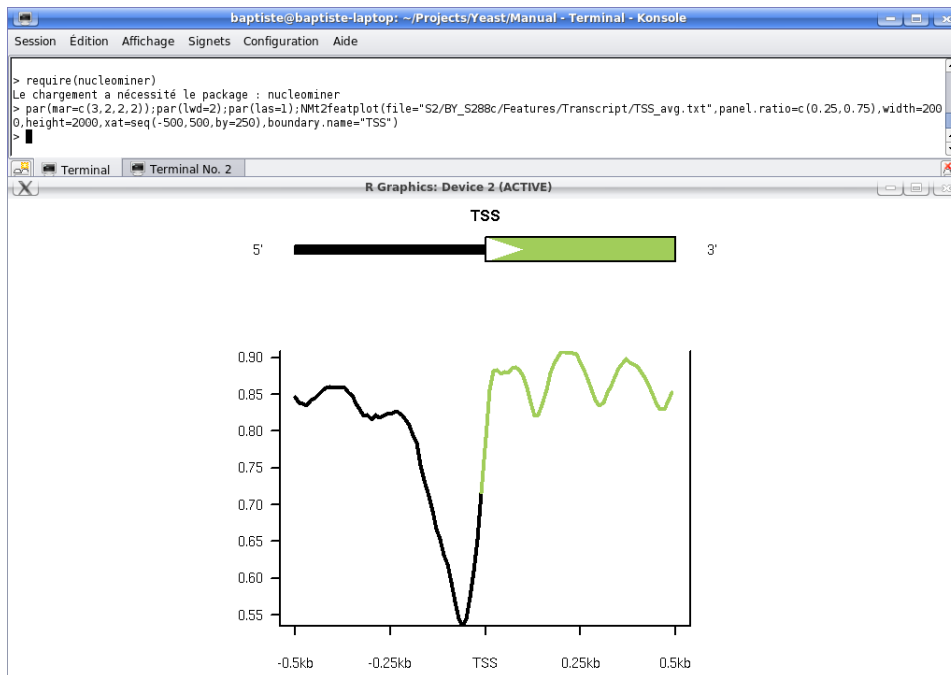 baptiste@baptiste-laptop: ~/Projects/Yeast/Manual - Terminal - Konsole
Session Édition Affichage Signets Configuration Aide
> require(nucleominer)
Le chargement a nécessité le package : nucleominer
> par(mar=c(3,2,2,2));par(lwd=2);par(las=1);NMt2featplot(file="S2/BY_S288c/Features/Transcript/TSS_avg.txt",panel.ratio=c(0.25,0.75),width=200
0,height=2000,xat=seq(-500,500,by=250),boundary.name="TSS")
>
Terminal Terminal No. 2
R Graphics: Device 2 (ACTIVE)
TSS
5' 3'
0.90
0.85
0.80
0.75
0.70
0.65
0.60
0.55
-0.5kb -0.25kb TSS 0.25kb 0.5kb